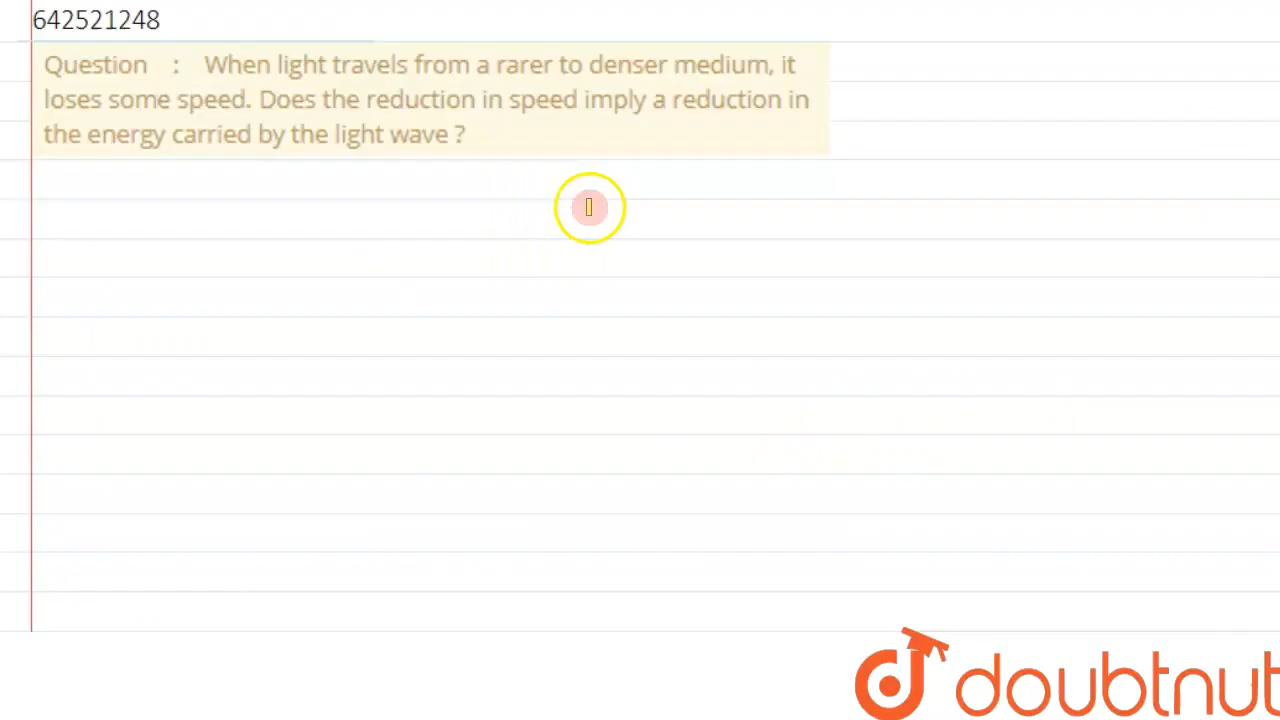 642521248
Question : When light travels from a rarer to denser medium, it
loses some speed. Does the reduction in speed imply a reduction in
the energy carried by the light wave ?
doubtnut